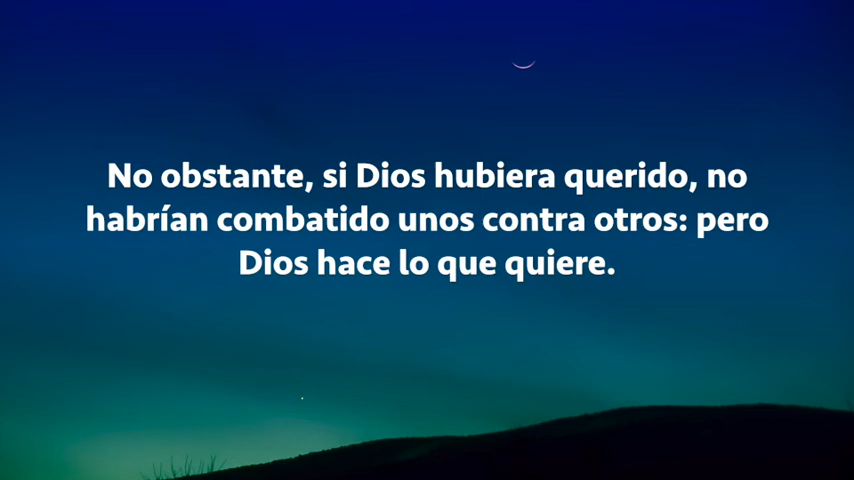 No obstante, si Dios hubiera querido, no
habrían combatido unos contra otros: pero
Dios hace lo que quiere.